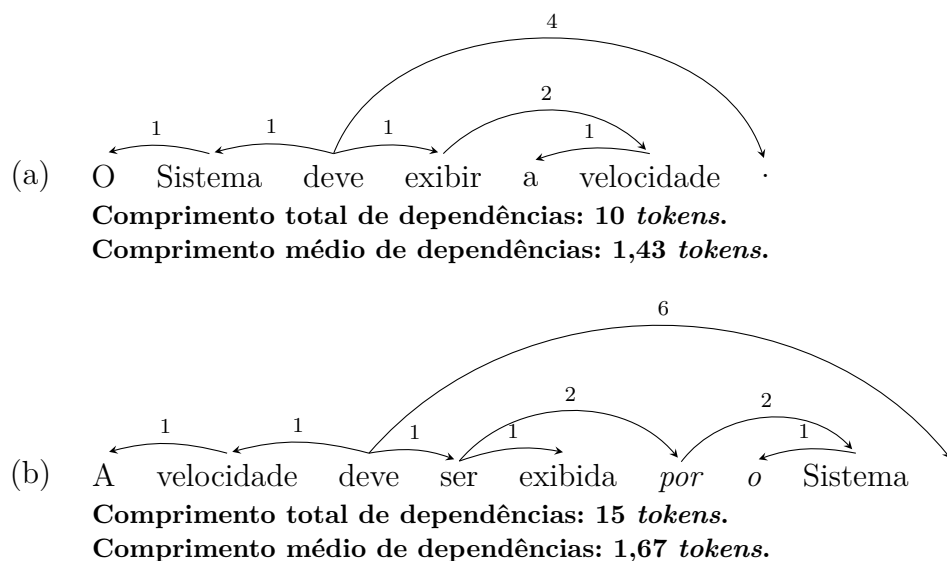 4
1 1 1 2 1
(a) O Sistema deve exibir a velocidade .
Comprimento total de dependências: 10 tokens.
Comprimento médio de dependências: 1,43 tokens.
6
1 1 1 1 2 2 1
(b) A velocidade deve ser exibida por o Sistema
Comprimento total de dependências: 15 tokens.
Comprimento médio de dependências: 1,67 tokens.